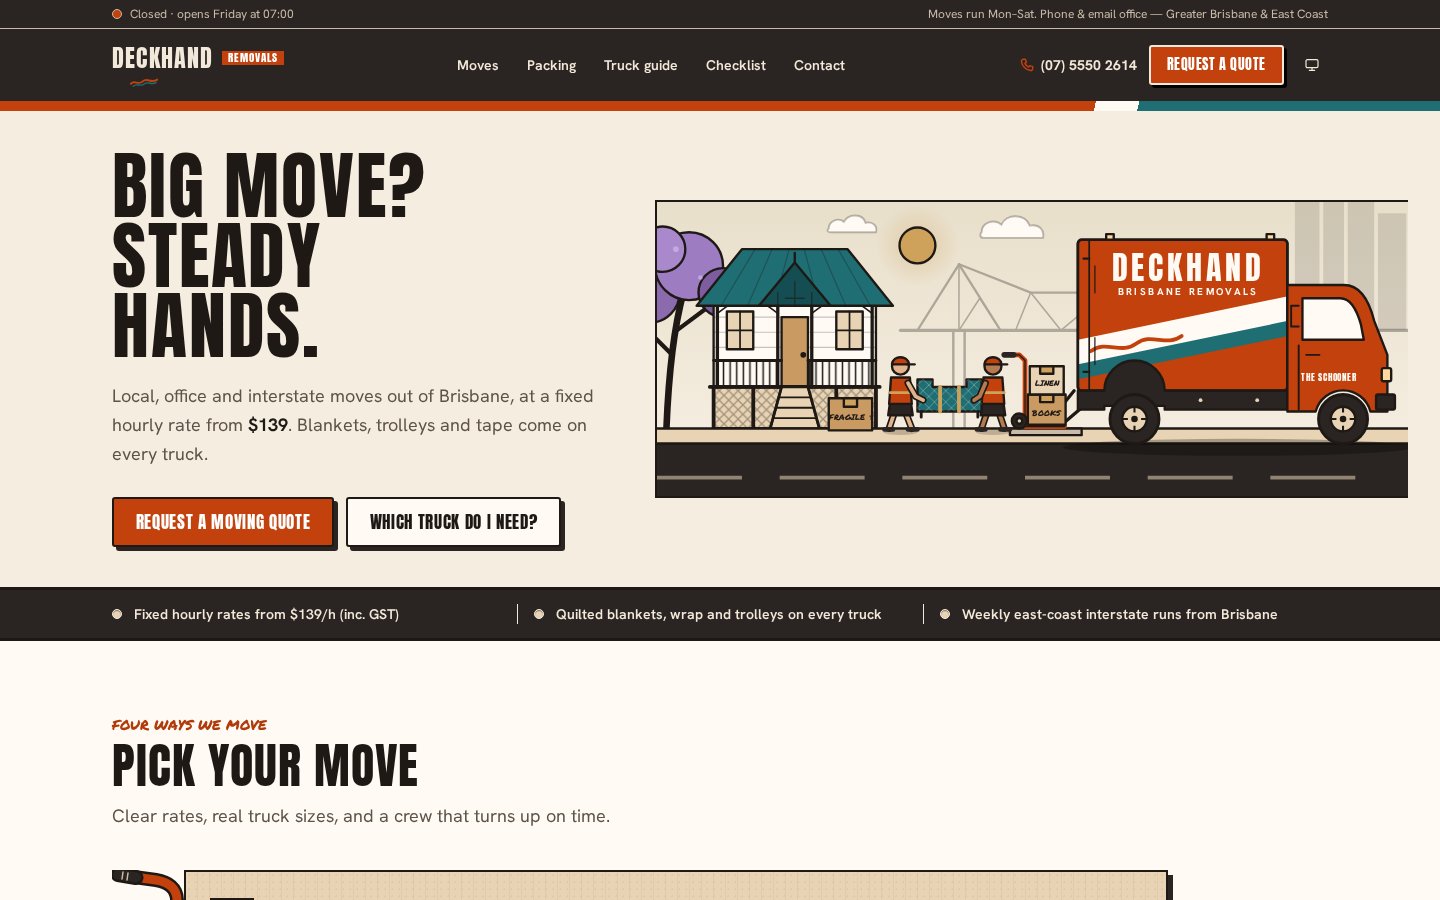 Closed · opens Friday at 07:00
Moves run Mon–Sat. Phone & email office — Greater Brisbane & East Coast
DECKHAND REMOVALS
Moves Packing Truck guide Checklist Contact
(07) 5550 2614
REQUEST A QUOTE
BIG MOVE?
STEADY
HANDS.
Local, office and interstate moves out of Brisbane, at a fixed
hourly rate from $139. Blankets, trolleys and tape come on
every truck.
REQUEST A MOVING QUOTE
WHICH TRUCK DO I NEED?
DECKHAND
BRISBANE REMOVALS
THE SCHOONER
LINEN
BOOKS
FRAGILE
Fixed hourly rates from $139/h (inc. GST)
Quilted blankets, wrap and trolleys on every truck
Weekly east-coast interstate runs from Brisbane
FOUR WAYS WE MOVE
PICK YOUR MOVE
Clear rates, real truck sizes, and a crew that turns up on time.